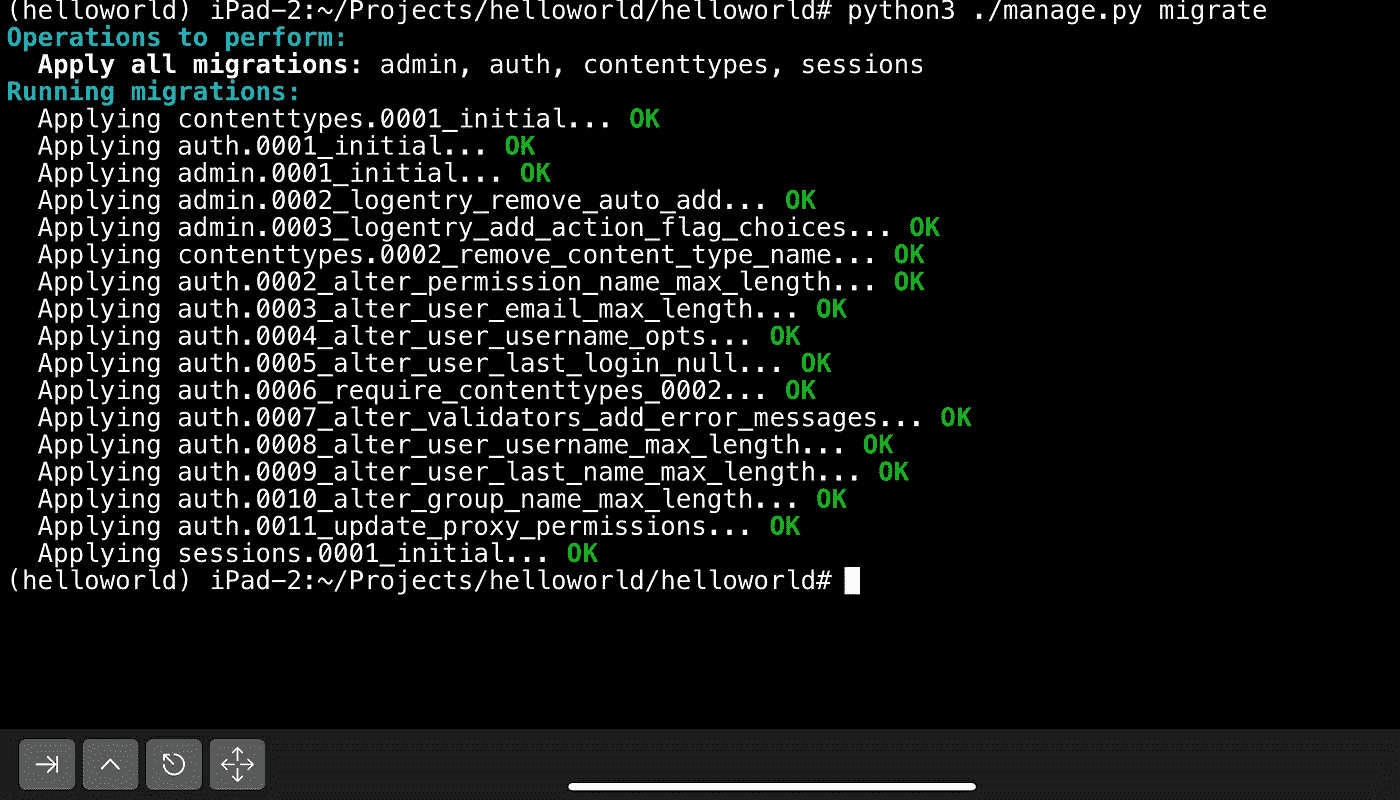 (helloworld) iPad-2:~/Projects/helloworld/helloworld# python3 ./manage.py migrate
Operations to perform:
  Apply all migrations: admin, auth, contenttypes, sessions
Running migrations:
  Applying contenttypes.0001_initial... OK
  Applying auth.0001_initial... OK
  Applying admin.0001_initial... OK
  Applying admin.0002_logentry_remove_auto_add... OK
  Applying admin.0003_logentry_add_action_flag_choices... OK
  Applying contenttypes.0002_remove_content_type_name... OK
  Applying auth.0002_alter_permission_name_max_length... OK
  Applying auth.0003_alter_user_email_max_length... OK
  Applying auth.0004_alter_user_username_opts... OK
  Applying auth.0005_alter_user_last_login_null... OK
  Applying auth.0006_require_contenttypes_0002... OK
  Applying auth.0007_alter_validators_add_error_messages... OK
  Applying auth.0008_alter_user_username_max_length... OK
  Applying auth.0009_alter_user_last_name_max_length... OK
  Applying auth.0010_alter_group_name_max_length... OK
  Applying auth.0011_update_proxy_permissions... OK
  Applying sessions.0001_initial... OK
(helloworld) iPad-2:~/Projects/helloworld/helloworld#